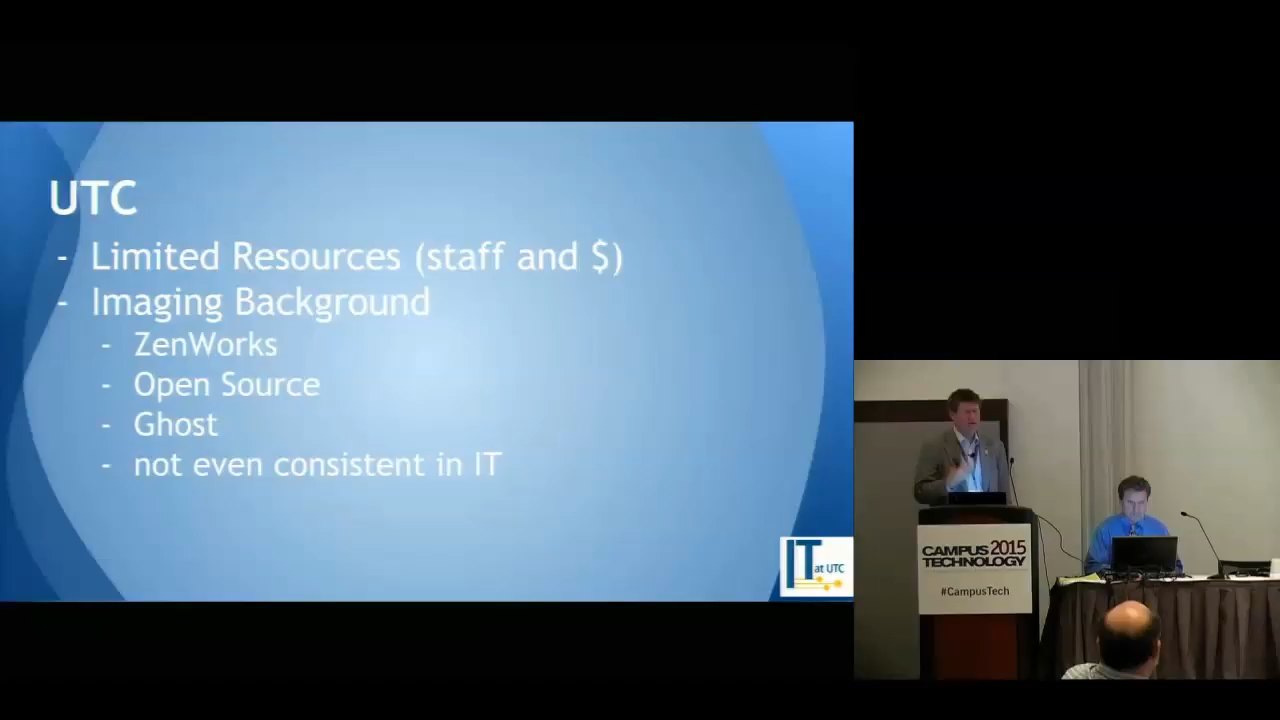 UTC
- Limited Resources (staff and $)
- Imaging Background
- ZenWorks
- Open Source
- Ghost
- not even consistent in IT
IT at UTC
CAMPUS 2015
TECHNOLOGY
#CampusTech